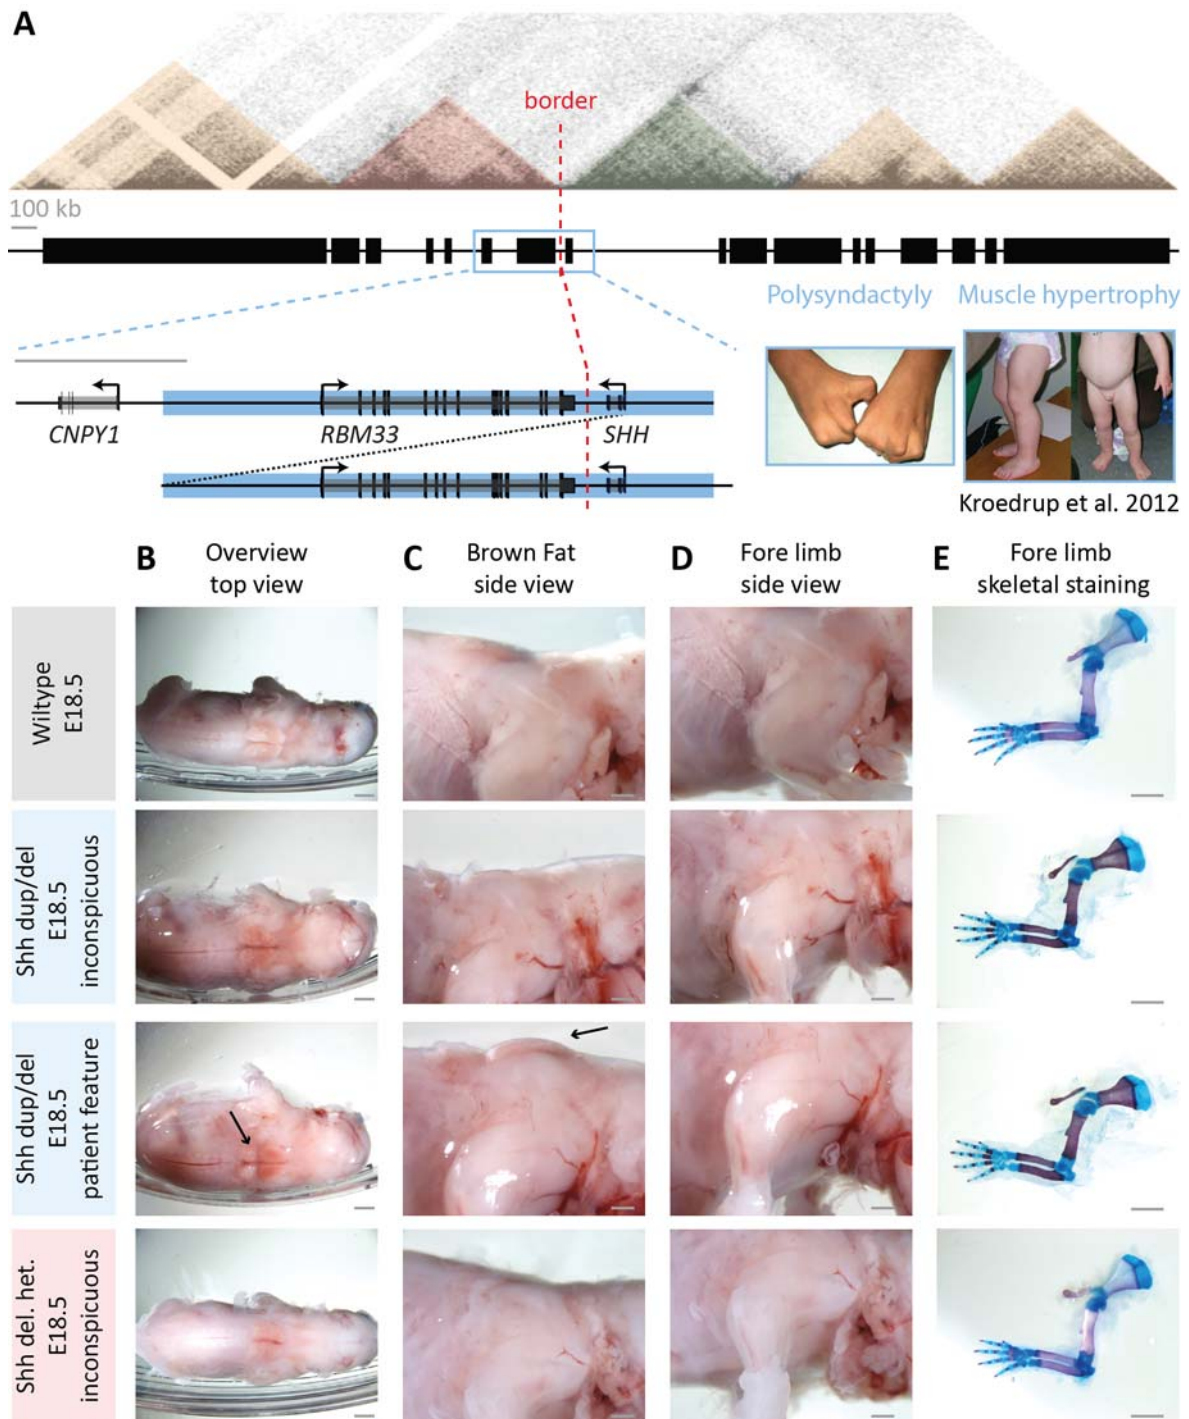 A
border
100 kb
Polysyndactyly
Muscle hypertrophy
CNPY1
RBM33
SHH
Kroedrup et al. 2012
B
Overview
top view
C
Brown Fat
side view
D
Fore limb
side view
E
Fore limb
skeletal staining
Wiltype
E18.5
Shh dup/del
E18.5
inconspicuous
Shh dup/del
E18.5
patient feature
Shh del. het.
E18.5
inconspicuous